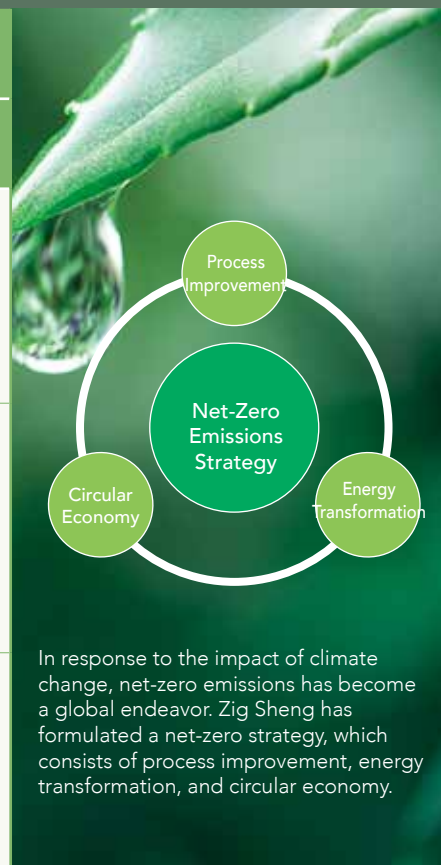 Process
Improvement
Net-Zero
Emissions
Strategy
Circular
Economy
Energy
Transformation
In response to the impact of climate
change, net-zero emissions has become
a global endeavor. Zig Sheng has
formulated a net-zero strategy, which
consists of process improvement, energy
transformation, and circular economy.